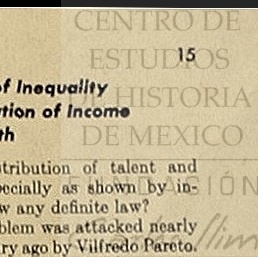 CENTRO DE
ESTUDIOS
DE HISTORIA
DE MEXICO
FUNDACIÓN
15
of Inequality
tion of Income
th
tribution of talent and
pecially as shown by in-
w any definite law?
blem was attacked nearly
ry ago by Vilfredo Pareto.